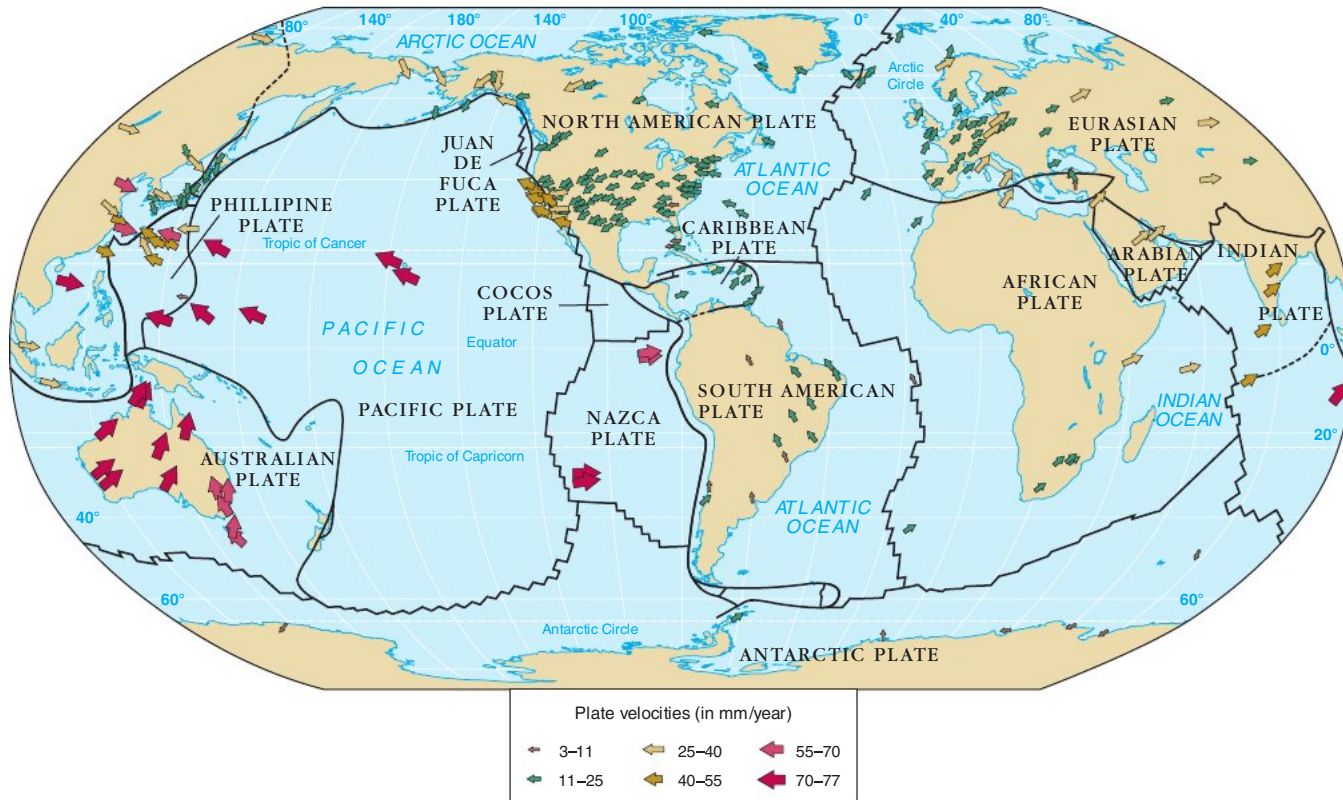 80°
140°
180°
140°
100°
0°
40°
80°
ARCTIC OCEAN
Arctic
Circle
NORTH AMERICAN PLATE
EURASIAN
PLATE
JUAN
DE
FUCA
PLATE
ATLANTIC
OCEAN
PHILLIPINE
PLATE
Tropic of Cancer
CARIBBEAN
PLATE
ARABIAN
PLATE
INDIAN
PLATE
AFRICAN
PLATE
COCOS
PLATE
PACIFIC
OCEAN
Equator
0°
SOUTH AMERICAN
PLATE
PACIFIC PLATE
NAZCA
PLATE
INDIAN
OCEAN
20°
AUSTRALIAN
PLATE
Tropic of Capricorn
40°
ATLANTIC
OCEAN
60°
60°
Antarctic Circle
ANTARCTIC PLATE
Plate velocities (in mm/year)
3–11
25–40
55–70
11–25
40–55
70–77